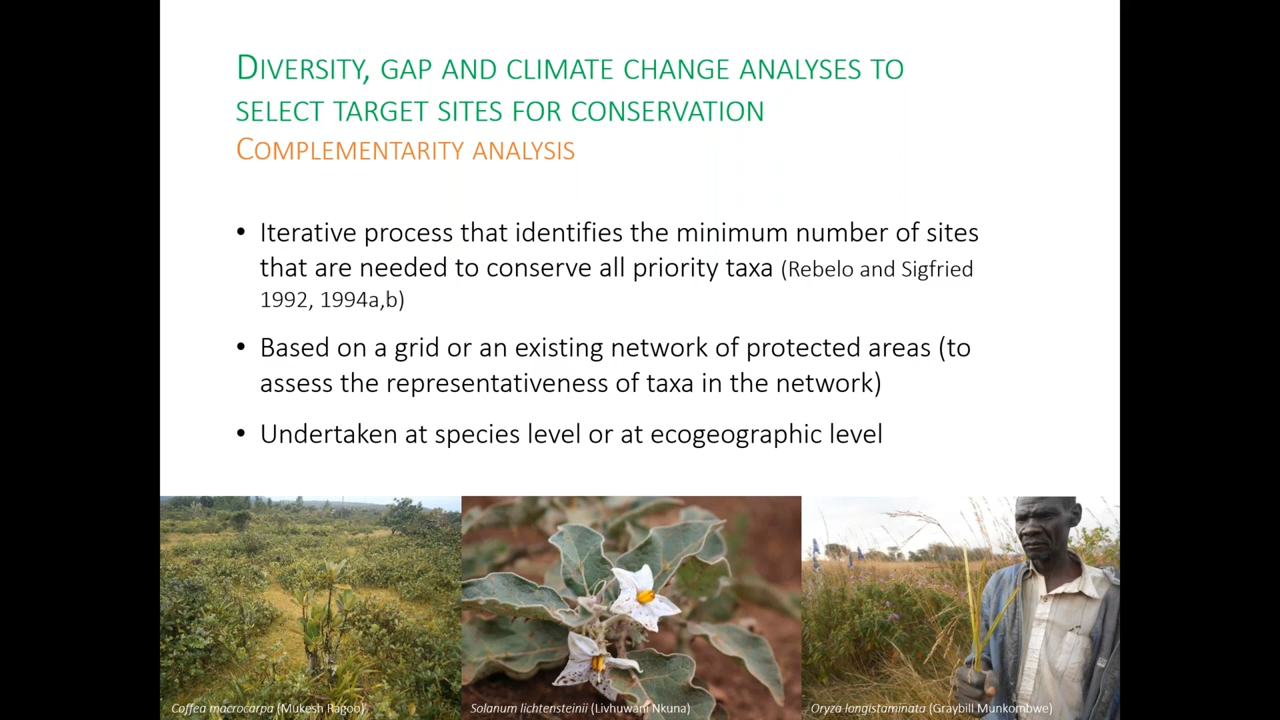 DIVERSITY, GAP AND CLIMATE CHANGE ANALYSES TO
SELECT TARGET SITES FOR CONSERVATION
COMPLEMENTARITY ANALYSIS
• Iterative process that identifies the minimum number of sites
that are needed to conserve all priority taxa (Rebelo and Sigfried
1992, 1994a,b)
• Based on a grid or an existing network of protected areas (to
assess the representativeness of taxa in the network)
• Undertaken at species level or at ecogeographic level
Coffea macrocarpa (Mukesh Ragoo)
Solanum lichtensteinii (Livhuwani Nkuna)
Oryza longistaminata (Graybill Munkombwe)